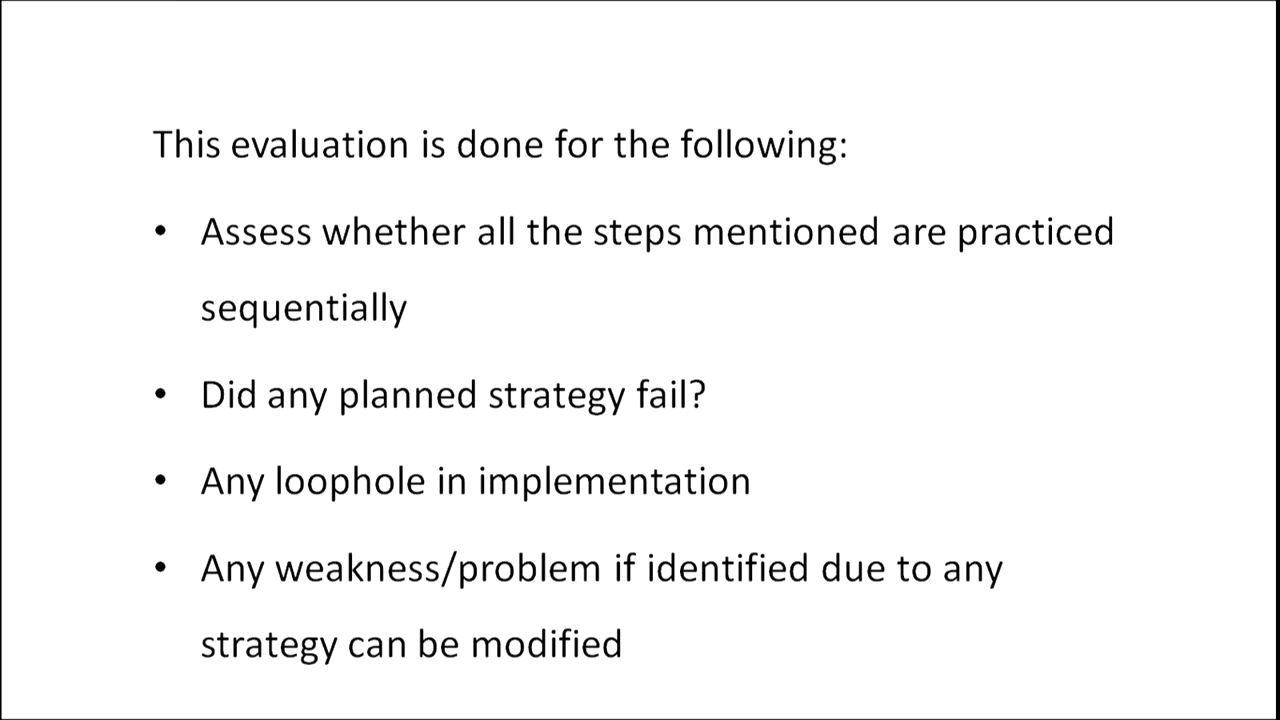 This evaluation is done for the following:
• Assess whether all the steps mentioned are practiced
sequentially
• Did any planned strategy fail?
• Any loophole in implementation
• Any weakness/problem if identified due to any
strategy can be modified